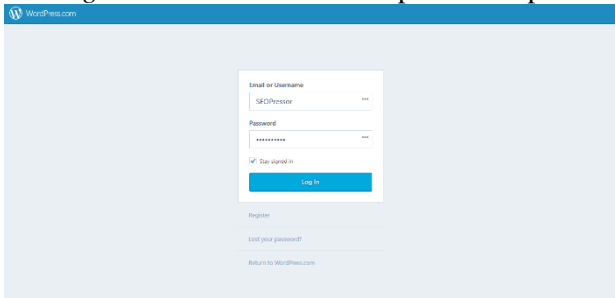 WordPress.com
Email or Username
SEOPressor
Password
••••••••••
Stay signed in
Log In
Register
Lost your password?
Return to WordPress.com